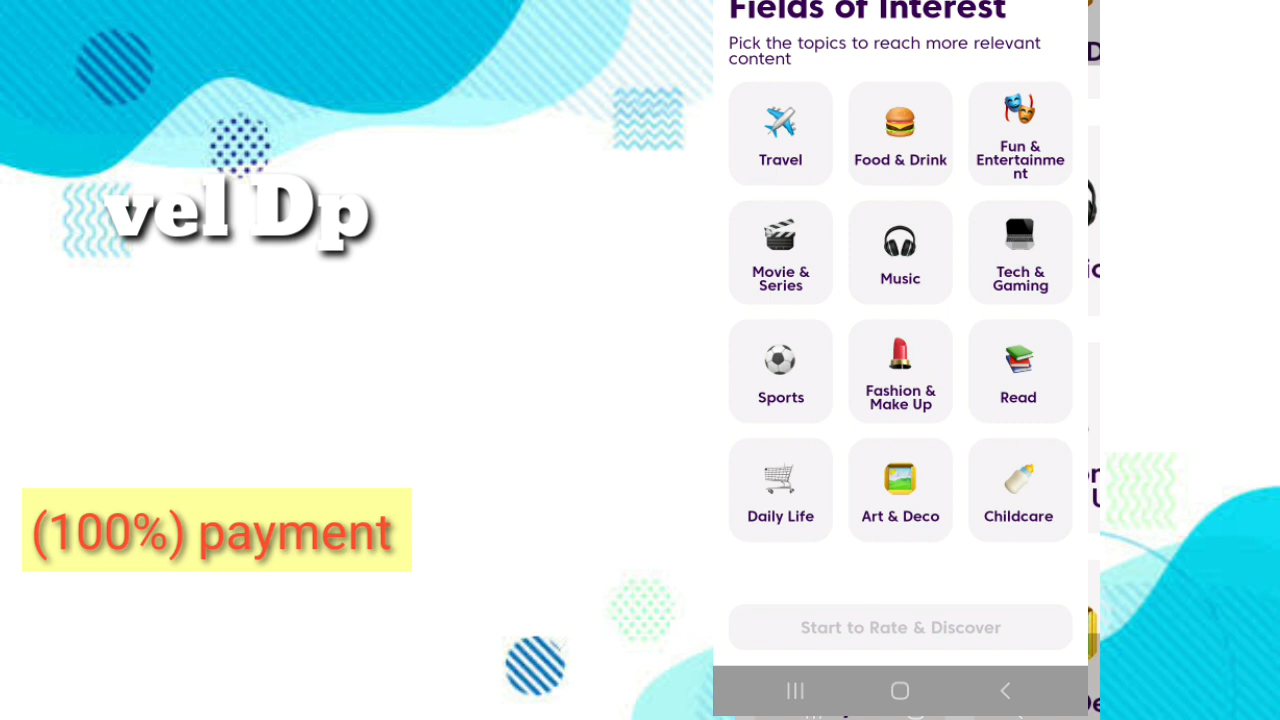 vel Dp
(100%) payment
Fields of Interest
Pick the topics to reach more relevant
content
Travel
Food & Drink
Fun &
Entertainme
nt
Movie &
Series
Music
Tech &
Gaming
Sports
Fashion &
Make Up
Read
Daily Life
Art & Deco
Childcare
Start to Rate & Discover